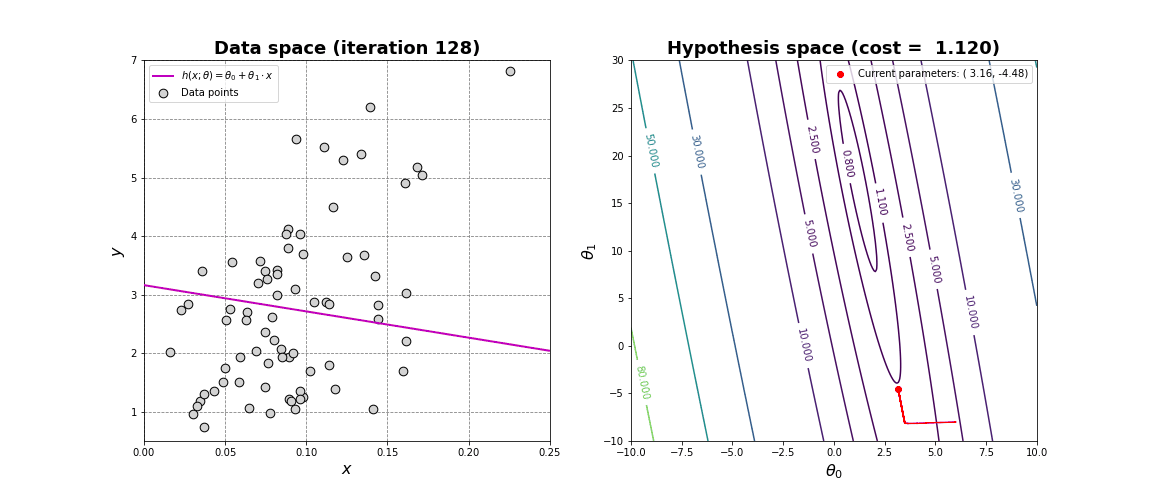 Data space (iteration 128)
h(x;θ) = θ₀ + θ₁ · x
Data points
y
7
6
5
4
3
2
1
0.00 0.05 0.10 0.15 0.20 0.25
x
Hypothesis space (cost = 1.120)
Current parameters: ( 3.16, -4.48)
θ₁
30
25
20
15
10
5
0
−5
−10
−10.0 −7.5 −5.0 −2.5 0.0 2.5 5.0 7.5 10.0
θ₀
50.000
30.000
2.500
0.800
1.100
30.000
5.000
2.500
5.000
10.000
10.000
80.000